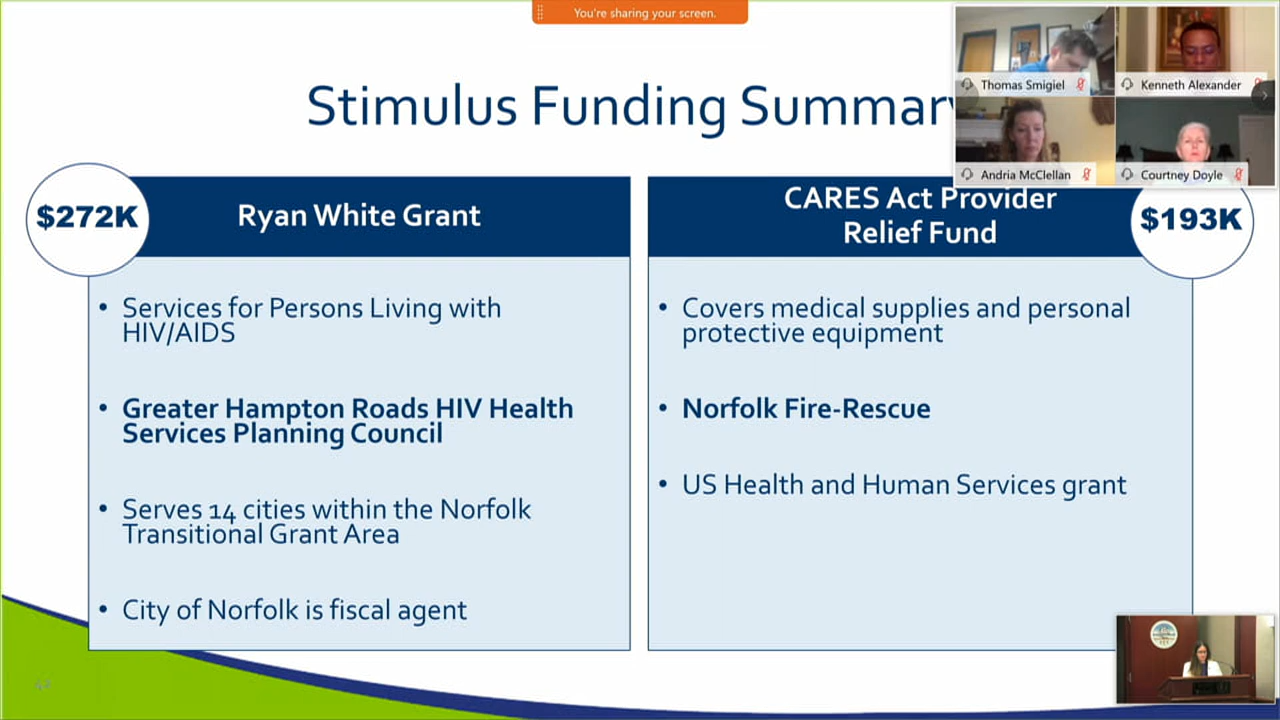 You're sharing your screen.
Stimulus Funding Summary
Thomas Smigiel
Kenneth Alexander
Andria McClellan
Courtney Doyle
$272K
Ryan White Grant
• Services for Persons Living with
HIV/AIDS
• Greater Hampton Roads HIV Health
Services Planning Council
• Serves 14 cities within the Norfolk
Transitional Grant Area
• City of Norfolk is fiscal agent
CARES Act Provider
Relief Fund
$193K
• Covers medical supplies and personal
protective equipment
• Norfolk Fire-Rescue
• US Health and Human Services grant